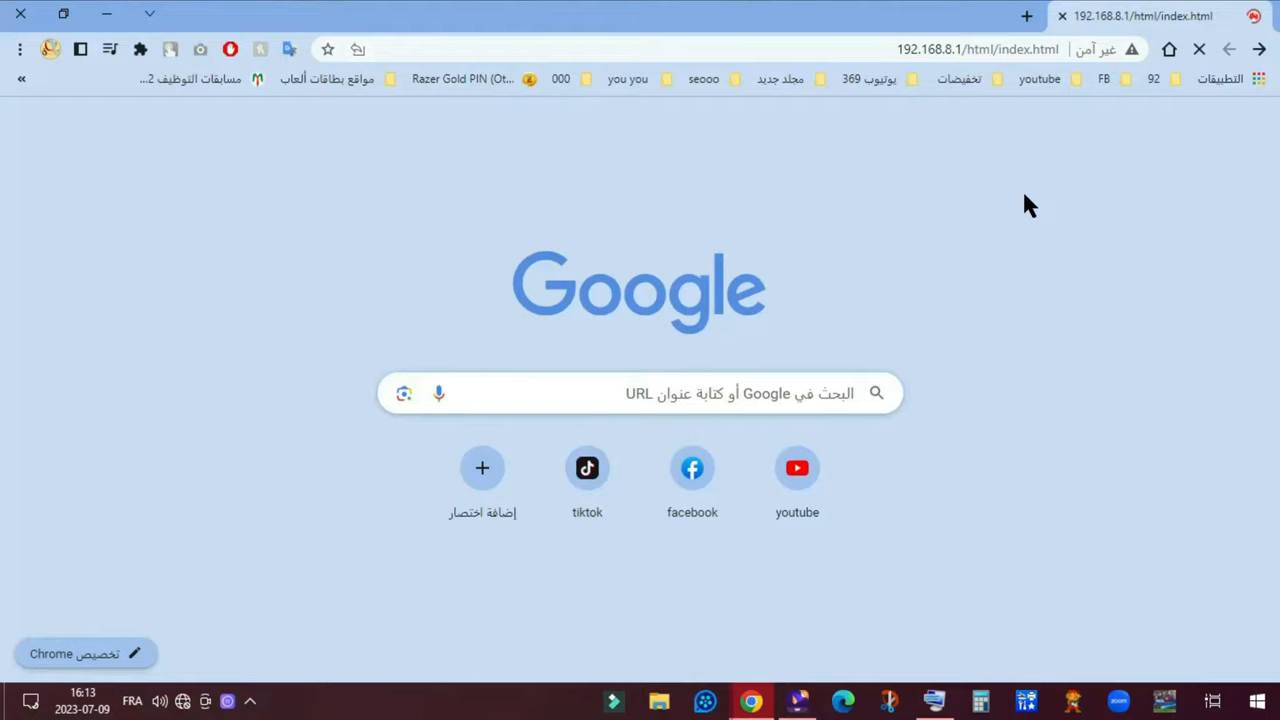 192.168.8.1/html/index.html
غير آمن
192.168.8.1/html/index.html
التطبيقات
92
FB
youtube
تخفيضات
يوتيوب 369
مجلد جديد
seooo
you you
000
Razer Gold PIN (Ot...
مواقع بطاقات ألعاب
مسابقات التوظيف 2...
»
Google
البحث في Google أو كتابة عنوان URL
youtube
facebook
tiktok
إضافة اختصار
تخصيص Chrome
zoom
FRA
16:13
2023-07-09